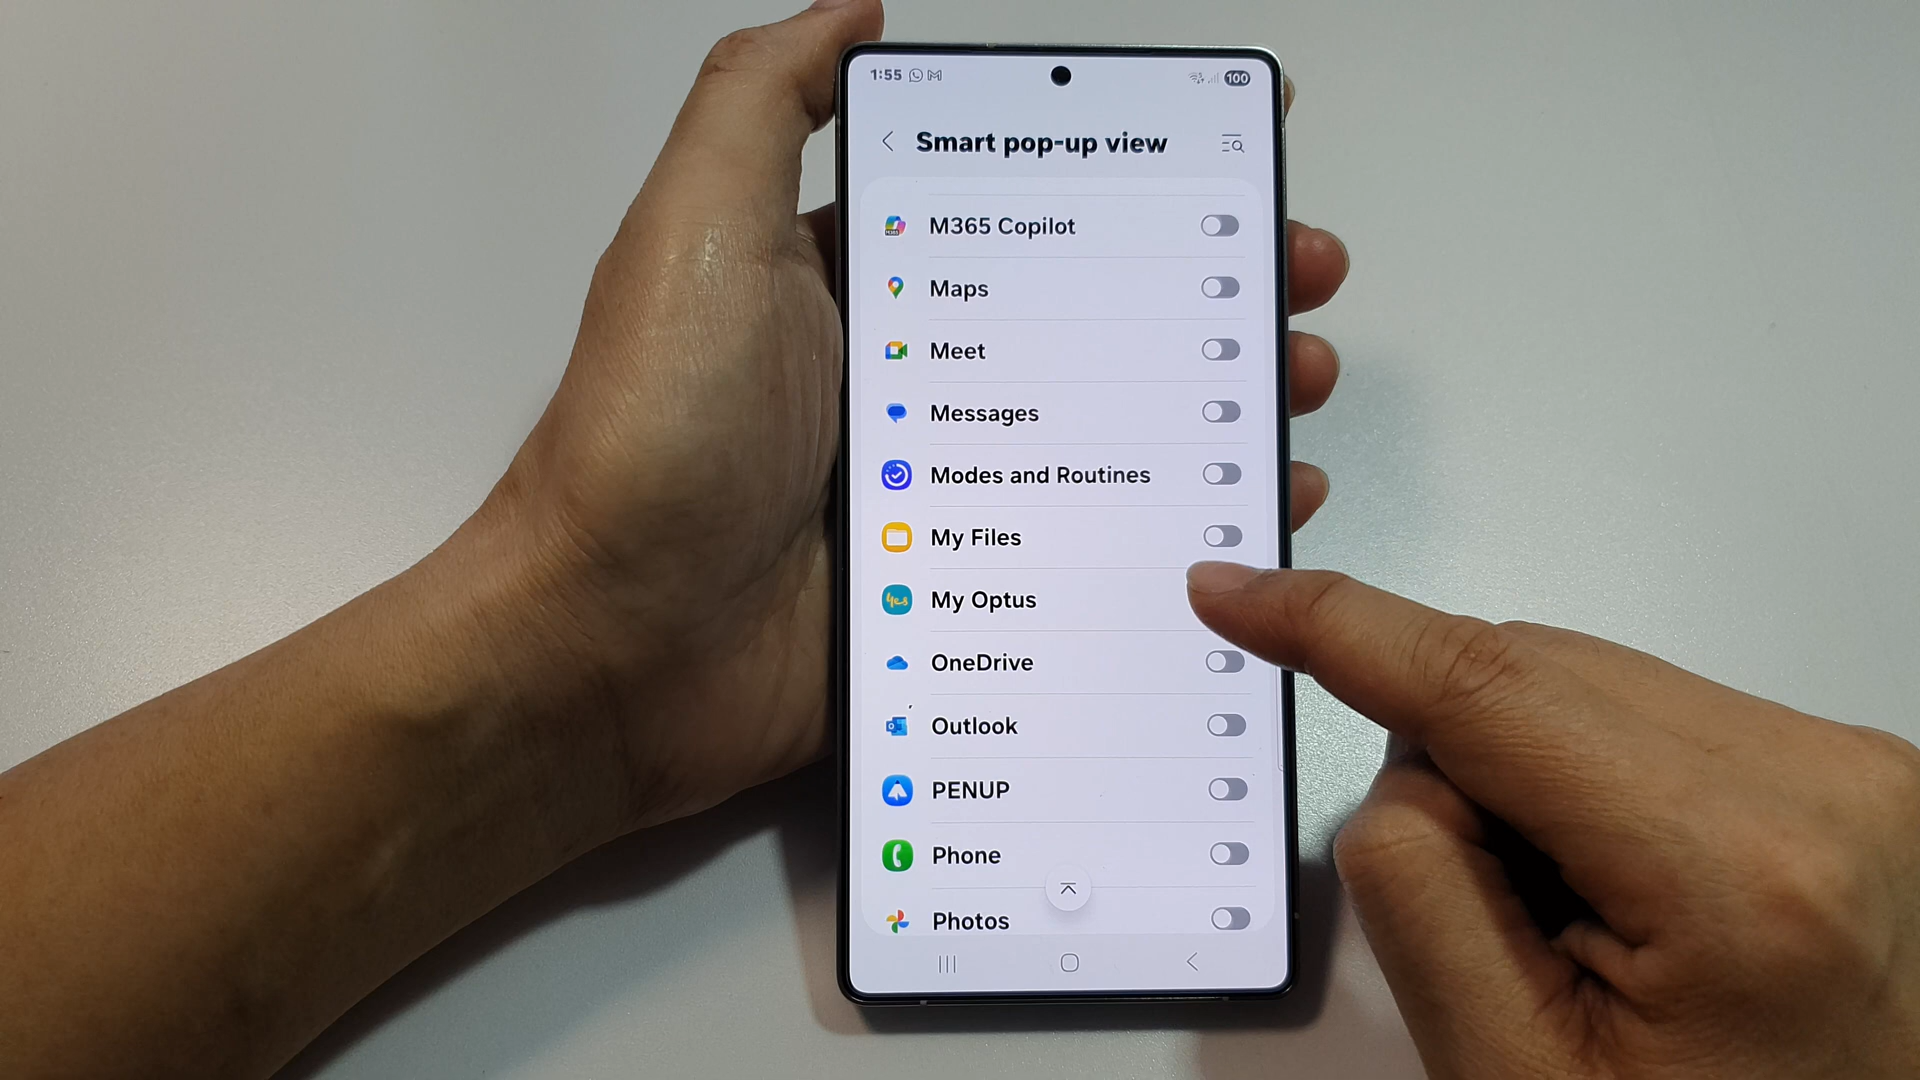 1:55
100
Smart pop-up view
M365 Copilot
Maps
Meet
Messages
Modes and Routines
My Files
yes
My Optus
OneDrive
Outlook
PENUP
Phone
Photos